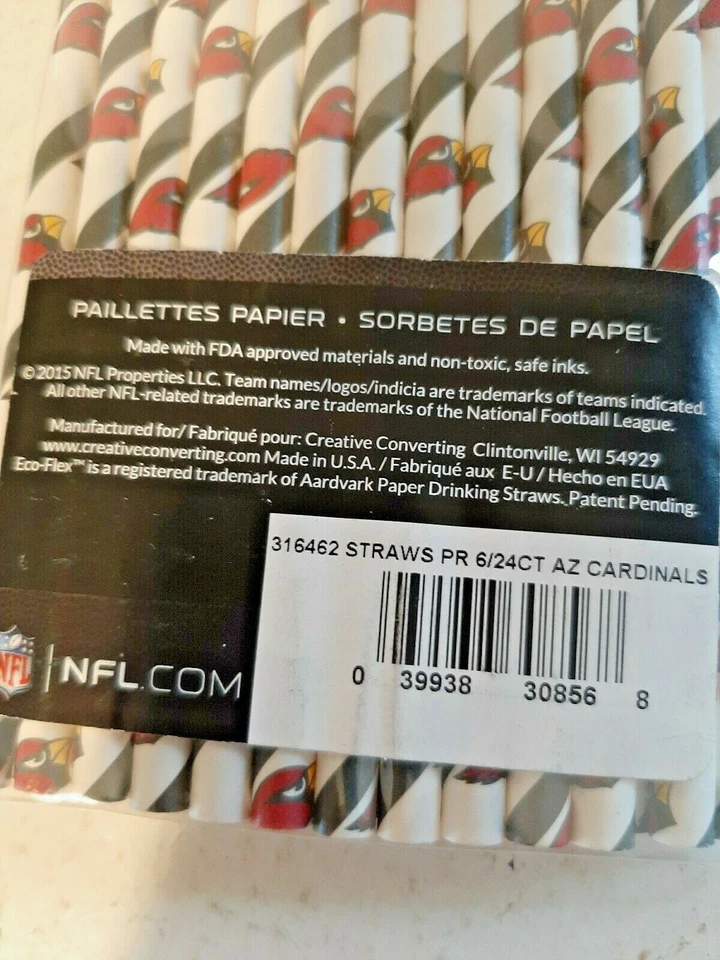 PAILLETTES PAPIER • SORBETES DE PAPEL
Made with FDA approved materials and non-toxic, safe inks.
©2015 NFL Properties LLC. Team names/logos/indicia are trademarks of teams indicated.
All other NFL-related trademarks are trademarks of the National Football League.
Manufactured for/ Fabriqué pour: Creative Converting Clintonville, WI 54929
www.creativeconverting.com Made in U.S.A. / Fabriqué aux E-U / Hecho en EUA
Eco-Flex™ is a registered trademark of Aardvark Paper Drinking Straws. Patent Pending.
316462 STRAWS PR 6/24CT AZ CARDINALS
0 39938 30856 8
NFL | NFL.COM